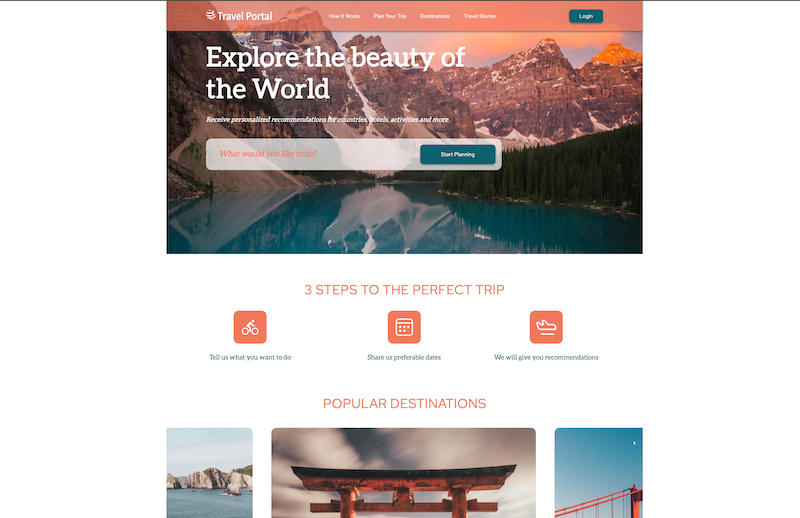 Travel Portal
How It Works
Plan Your Trip
Destinations
Travel Stories
Login
Explore the beauty of
the World
Receive personalized recommendations for countries, hotels, activities and more
What would you like to do?
Start Planning
3 STEPS TO THE PERFECT TRIP
Tell us what you want to do
Share us preferable dates
We will give you recommendations
POPULAR DESTINATIONS